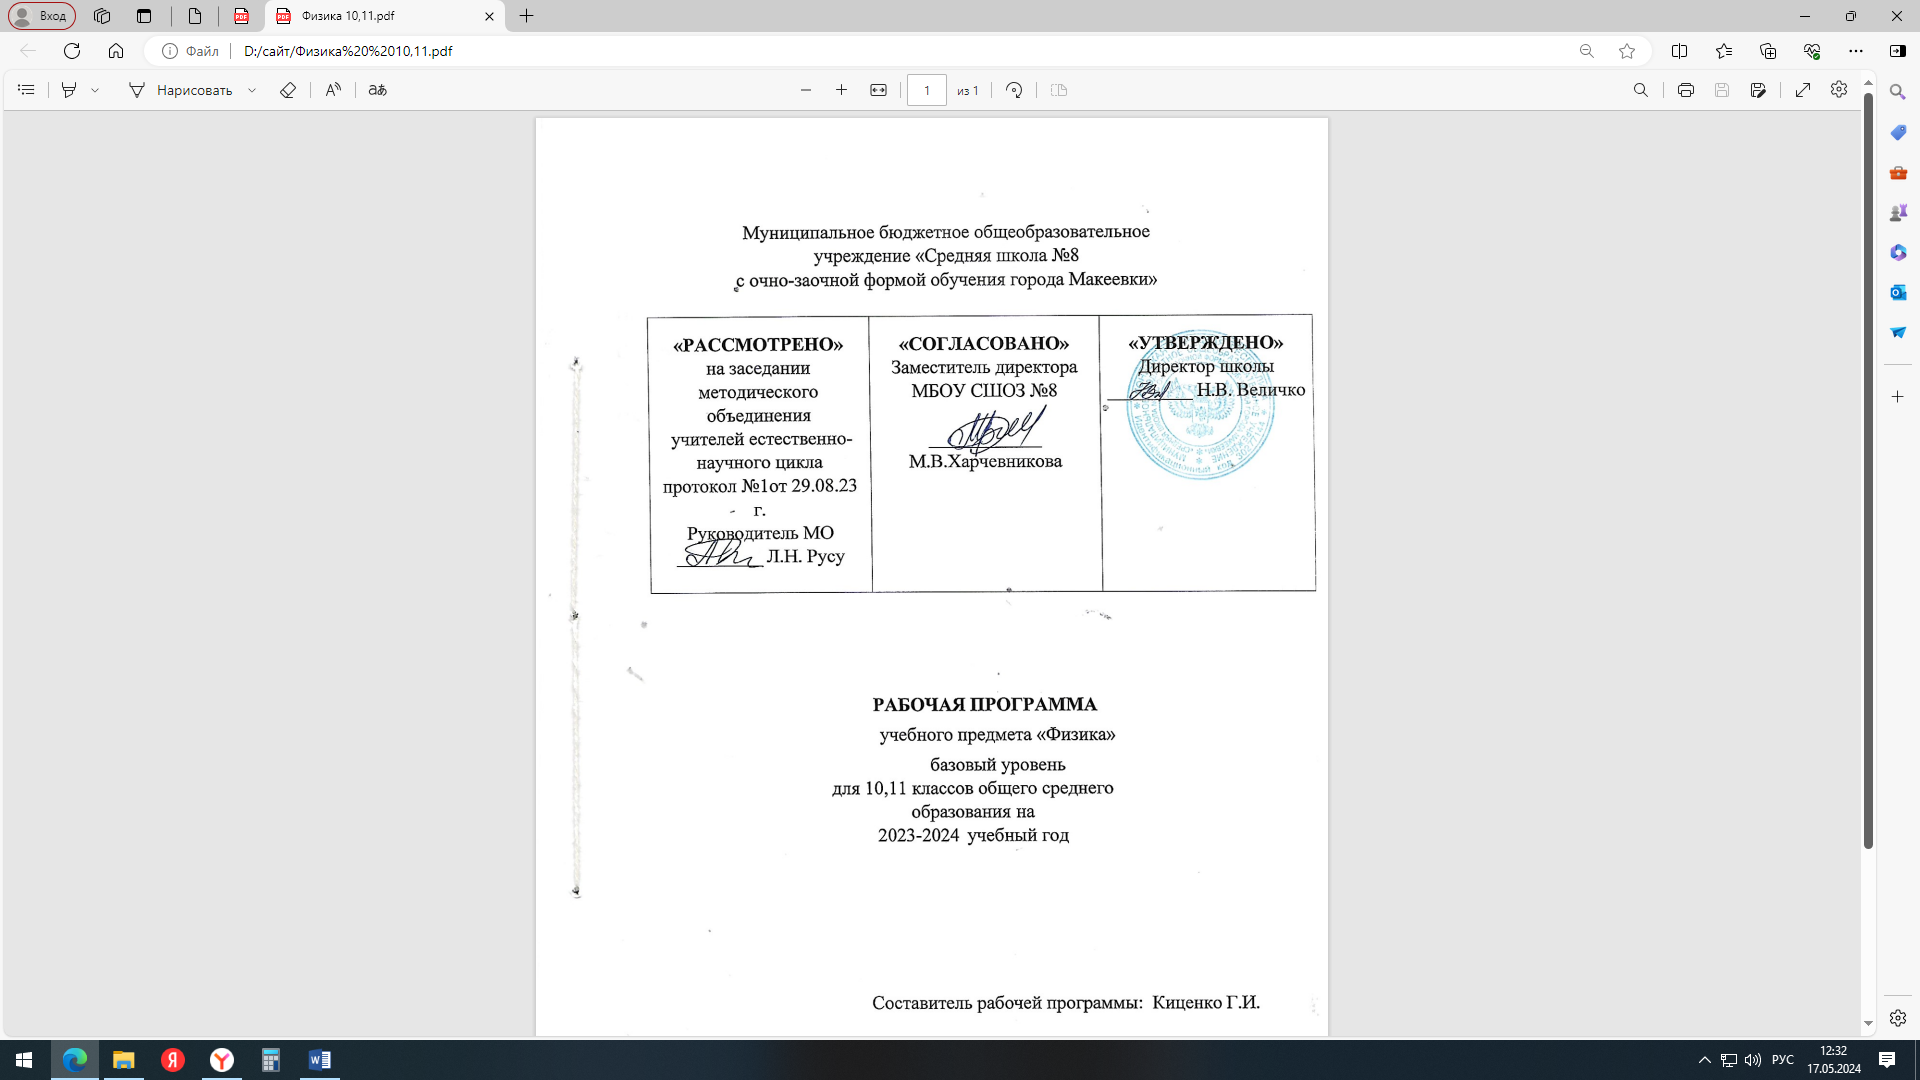 Вход
Физика 10,11.pdf
Файл
D:/сайт/Физика%20%2010,11.pdf
Нарисовать
1
из 1
Муниципальное бюджетное общеобразовательное
учреждение «Средняя школа №8
с очно-заочной формой обучения города Макеевки»
«РАССМОТРЕНО»
на заседании
методического
объединения
учителей естественно-
научного цикла
протокол №1от 29.08.23
г.
Руководитель МО
Л.Н. Русу
«СОГЛАСОВАНО»
Заместитель директора
МБОУ СШОЗ №8
М.В.Харчевникова
«УТВЕРЖДЕНО»
Директор школы
Н.В. Величко
РАБОЧАЯ ПРОГРАММА
учебного предмета «Физика»
базовый уровень
для 10,11 классов общего среднего
образования на
2023-2024 учебный год
Составитель рабочей программы: Киценко Г.И.
РУС
12:32
17.05.2024